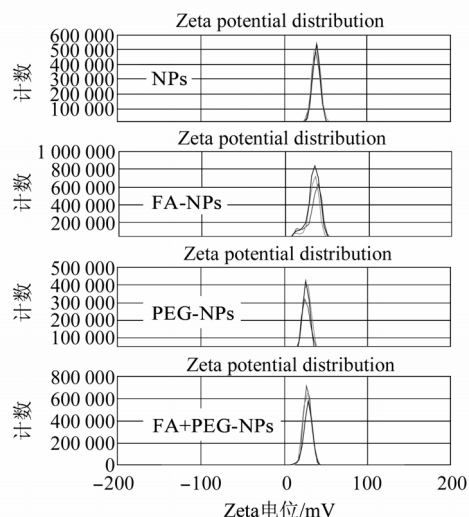 Zeta potential distribution
600 000
500 000
400 000
300 000
200 000
100 000
计数
NPs
Zeta potential distribution
1 000 000
800 000
600 000
400 000
200 000
计数
FA-NPs
Zeta potential distribution
500 000
400 000
300 000
200 000
100 000
计数
PEG-NPs
Zeta potential distribution
800 000
600 000
400 000
200 000
0
计数
FA+PEG-NPs
−200 −100 0 100 200
Zeta电位/mV